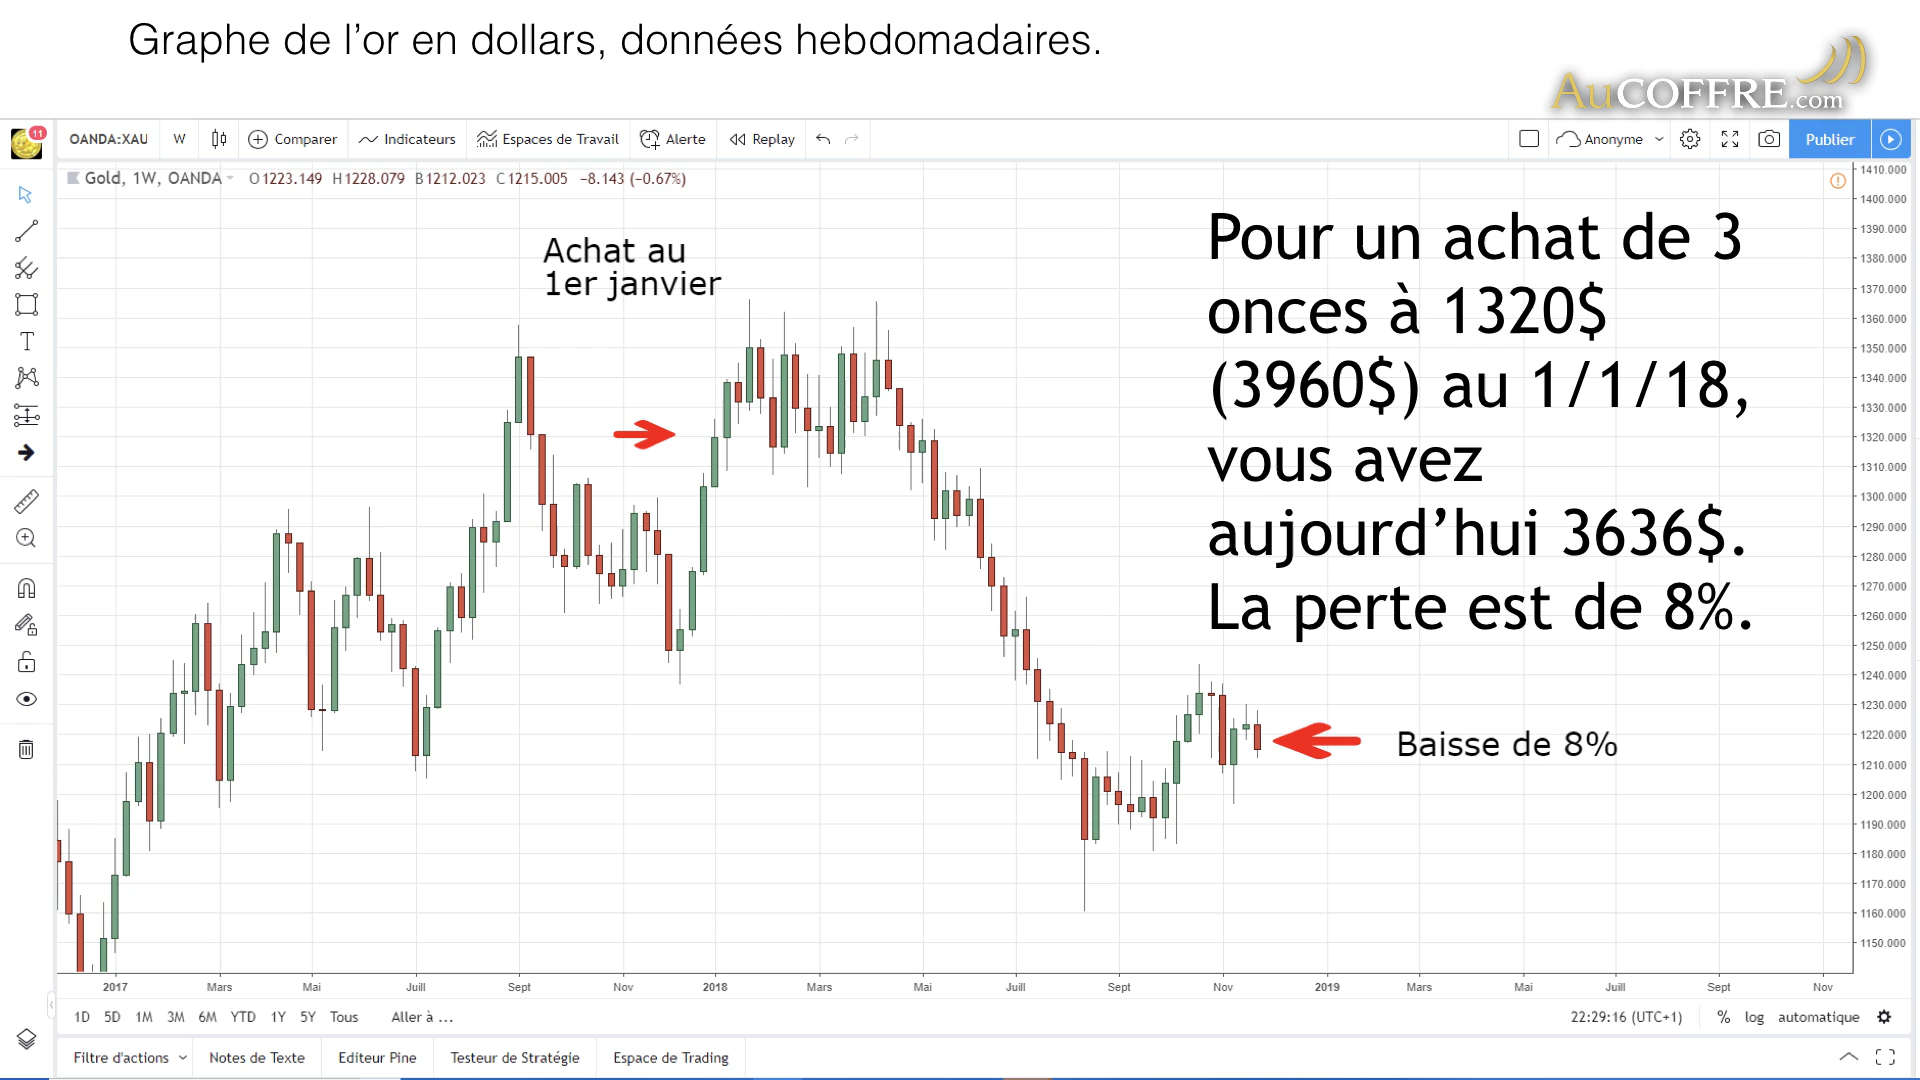 Graphe de l’or en dollars, données hebdomadaires.
AuCOFFRE.com
11
OANDA:XAU W Comparer Indicateurs Espaces de Travail Alerte Replay Anonyme Publier
Gold, 1W, OANDA O1223.149 H1228.079 B1212.023 C1215.005 −8.143 (−0.67%)
Achat au
1er janvier
Pour un achat de 3
onces à 1320$
(3960$) au 1/1/18,
vous avez
aujourd’hui 3636$.
La perte est de 8%.
Baisse de 8%
1410.000
1400.000
1390.000
1380.000
1370.000
1360.000
1350.000
1340.000
1330.000
1320.000
1310.000
1300.000
1290.000
1280.000
1270.000
1260.000
1250.000
1240.000
1230.000
1220.000
1210.000
1200.000
1190.000
1180.000
1170.000
1160.000
1150.000
2017 Mars Mai Juill Sept Nov 2018 Mars Mai Juill Sept Nov 2019 Mars Mai Juill Sept Nov
1D 5D 1M 3M 6M YTD 1Y 5Y Tous Aller à ... 22:29:16 (UTC+1) % log automatique
Filtre d'actions Notes de Texte Editeur Pine Testeur de Stratégie Espace de Trading